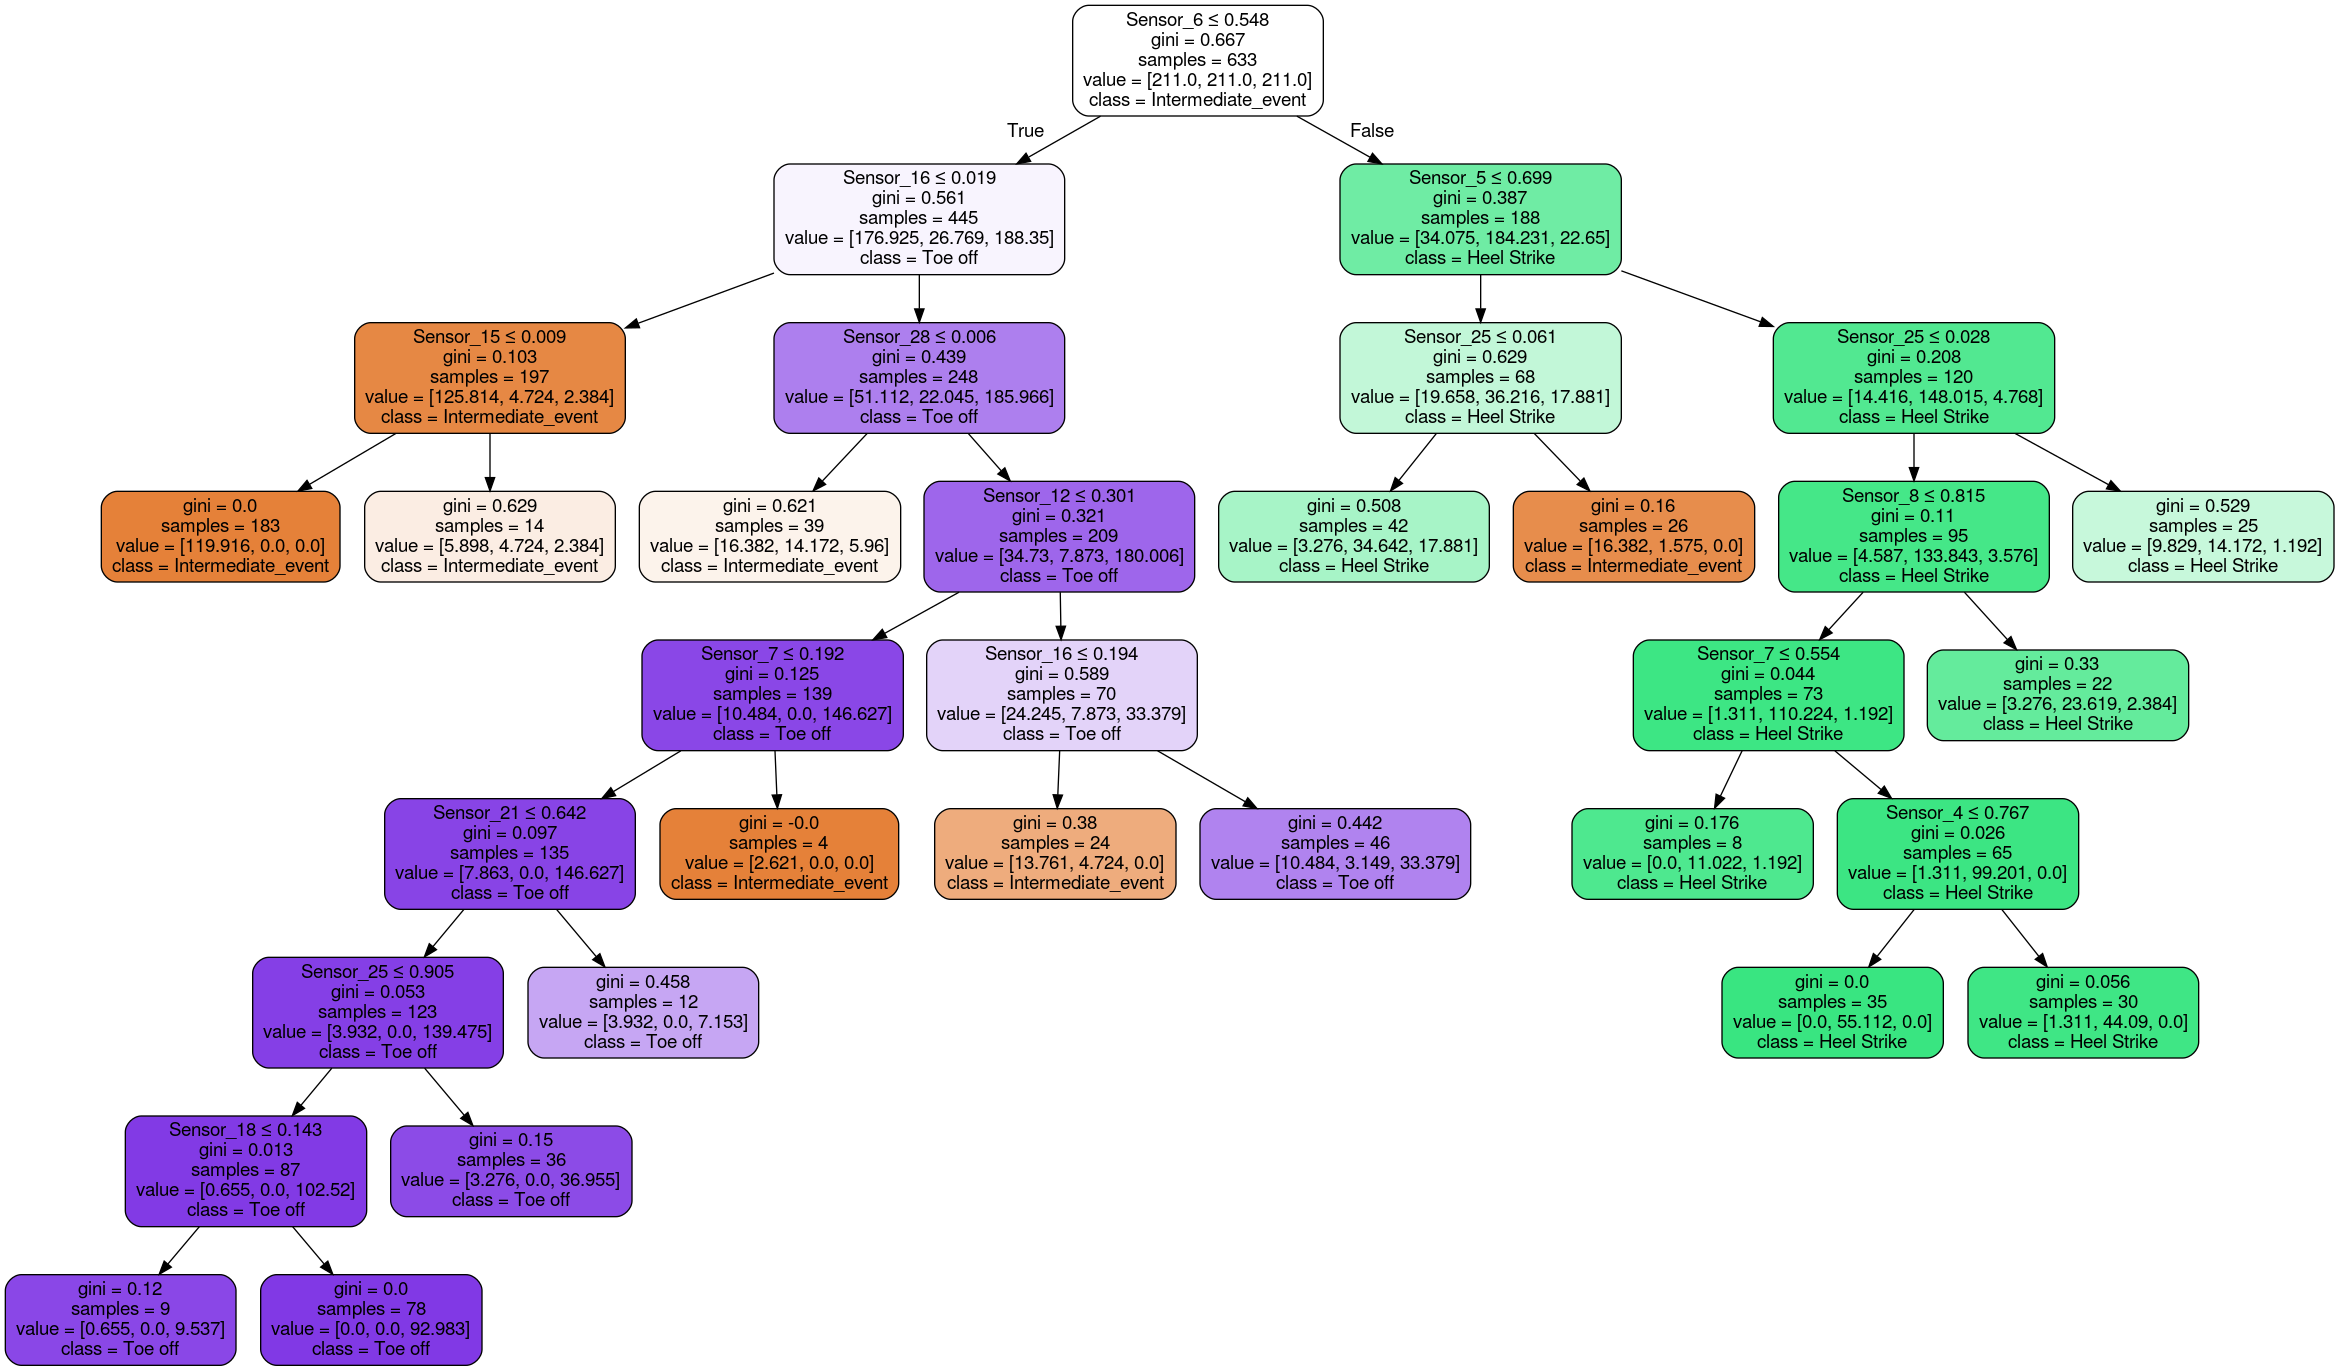 Sensor_6 ≤ 0.548
gini = 0.667
samples = 633
value = [211.0, 211.0, 211.0]
class = Intermediate_event
True
False
Sensor_16 ≤ 0.019
gini = 0.561
samples = 445
value = [176.925, 26.769, 188.35]
class = Toe off
Sensor_5 ≤ 0.699
gini = 0.387
samples = 188
value = [34.075, 184.231, 22.65]
class = Heel Strike
Sensor_15 ≤ 0.009
gini = 0.103
samples = 197
value = [125.814, 4.724, 2.384]
class = Intermediate_event
Sensor_28 ≤ 0.006
gini = 0.439
samples = 248
value = [51.112, 22.045, 185.966]
class = Toe off
Sensor_25 ≤ 0.061
gini = 0.629
samples = 68
value = [19.658, 36.216, 17.881]
class = Heel Strike
Sensor_25 ≤ 0.028
gini = 0.208
samples = 120
value = [14.416, 148.015, 4.768]
class = Heel Strike
gini = 0.0
samples = 183
value = [119.916, 0.0, 0.0]
class = Intermediate_event
gini = 0.629
samples = 14
value = [5.898, 4.724, 2.384]
class = Intermediate_event
gini = 0.621
samples = 39
value = [16.382, 14.172, 5.96]
class = Intermediate_event
Sensor_12 ≤ 0.301
gini = 0.321
samples = 209
value = [34.73, 7.873, 180.006]
class = Toe off
gini = 0.508
samples = 42
value = [3.276, 34.642, 17.881]
class = Heel Strike
gini = 0.16
samples = 26
value = [16.382, 1.575, 0.0]
class = Intermediate_event
Sensor_8 ≤ 0.815
gini = 0.11
samples = 95
value = [4.587, 133.843, 3.576]
class = Heel Strike
gini = 0.529
samples = 25
value = [9.829, 14.172, 1.192]
class = Heel Strike
Sensor_7 ≤ 0.192
gini = 0.125
samples = 139
value = [10.484, 0.0, 146.627]
class = Toe off
Sensor_16 ≤ 0.194
gini = 0.589
samples = 70
value = [24.245, 7.873, 33.379]
class = Toe off
Sensor_7 ≤ 0.554
gini = 0.044
samples = 73
value = [1.311, 110.224, 1.192]
class = Heel Strike
gini = 0.33
samples = 22
value = [3.276, 23.619, 2.384]
class = Heel Strike
Sensor_21 ≤ 0.642
gini = 0.097
samples = 135
value = [7.863, 0.0, 146.627]
class = Toe off
gini = -0.0
samples = 4
value = [2.621, 0.0, 0.0]
class = Intermediate_event
gini = 0.38
samples = 24
value = [13.761, 4.724, 0.0]
class = Intermediate_event
gini = 0.442
samples = 46
value = [10.484, 3.149, 33.379]
class = Toe off
gini = 0.176
samples = 8
value = [0.0, 11.022, 1.192]
class = Heel Strike
Sensor_4 ≤ 0.767
gini = 0.026
samples = 65
value = [1.311, 99.201, 0.0]
class = Heel Strike
Sensor_25 ≤ 0.905
gini = 0.053
samples = 123
value = [3.932, 0.0, 139.475]
class = Toe off
gini = 0.458
samples = 12
value = [3.932, 0.0, 7.153]
class = Toe off
gini = 0.0
samples = 35
value = [0.0, 55.112, 0.0]
class = Heel Strike
gini = 0.056
samples = 30
value = [1.311, 44.09, 0.0]
class = Heel Strike
Sensor_18 ≤ 0.143
gini = 0.013
samples = 87
value = [0.655, 0.0, 102.52]
class = Toe off
gini = 0.15
samples = 36
value = [3.276, 0.0, 36.955]
class = Toe off
gini = 0.12
samples = 9
value = [0.655, 0.0, 9.537]
class = Toe off
gini = 0.0
samples = 78
value = [0.0, 0.0, 92.983]
class = Toe off